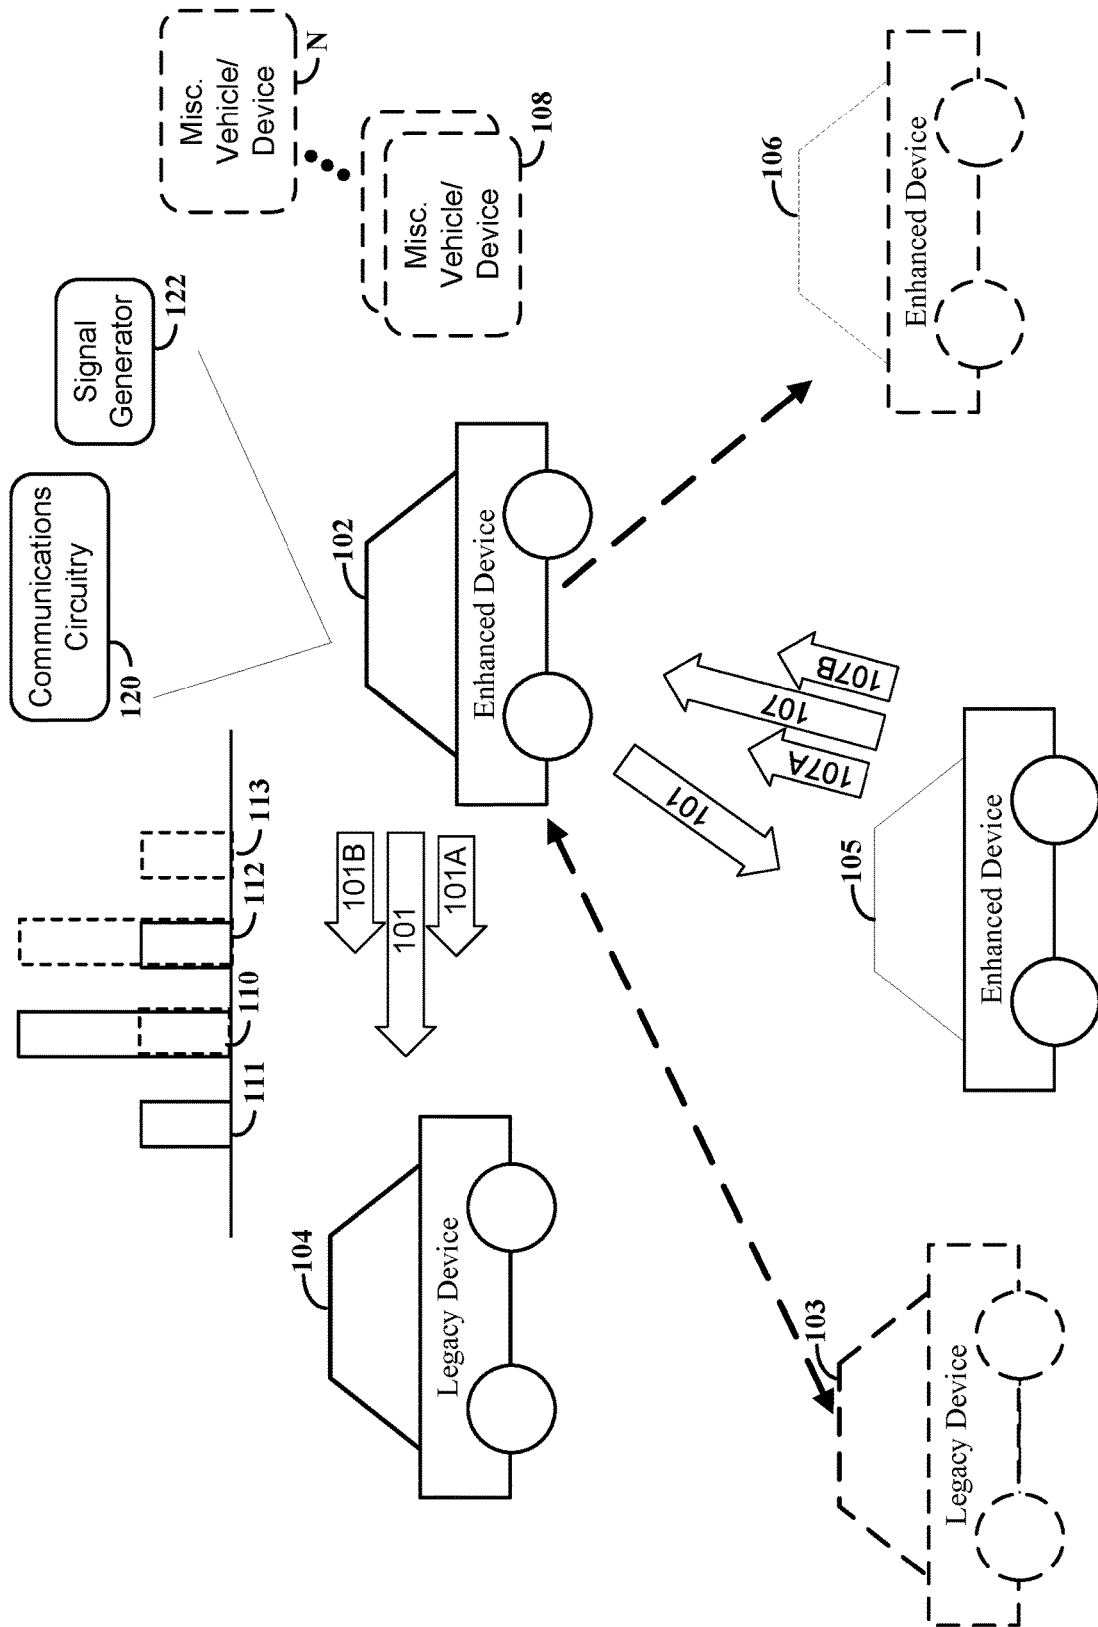 Communications
Circuitry
120
Signal
Generator
122
Misc.
Vehicle/
Device
N
Misc.
Vehicle/
Device
108
111
110
112
113
104
Legacy Device
101B
101
101A
102
Enhanced Device
103
Legacy Device
101
107A
107
107B
105
Enhanced Device
106
Enhanced Device